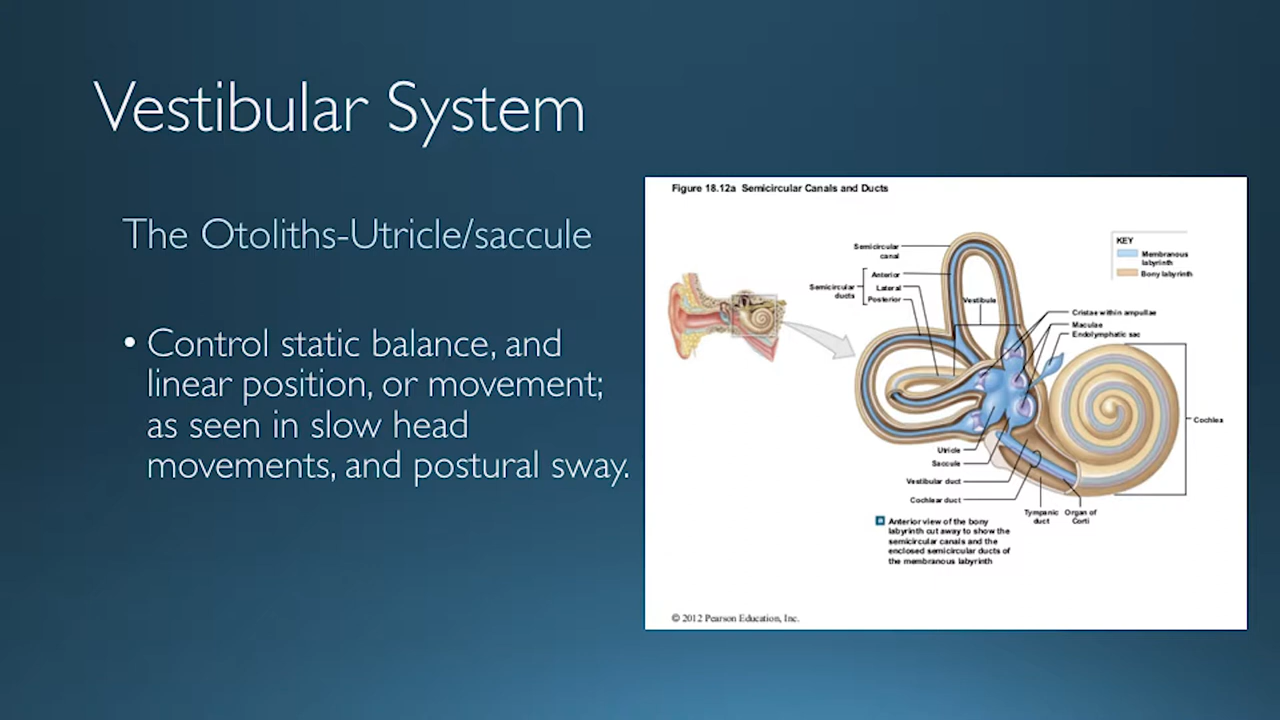 Vestibular System
The Otoliths-Utricle/saccule
• Control static balance, and
linear position, or movement;
as seen in slow head
movements, and postural sway.
Figure 18.12a Semicircular Canals and Ducts
Semicircular
canal
Semicircular
ducts
Anterior
Lateral
Posterior
Vestibule
KEY
Membranous
labyrinth
Bony labyrinth
Cristae within ampullae
Maculae
Endolymphatic sac
Cochlea
Utricle
Saccule
Vestibular duct
Cochlear duct
Tympanic
duct
Organ of
Corti
a Anterior view of the bony
labyrinth cut away to show the
semicircular canals and the
enclosed semicircular ducts of
the membranous labyrinth
© 2012 Pearson Education, Inc.